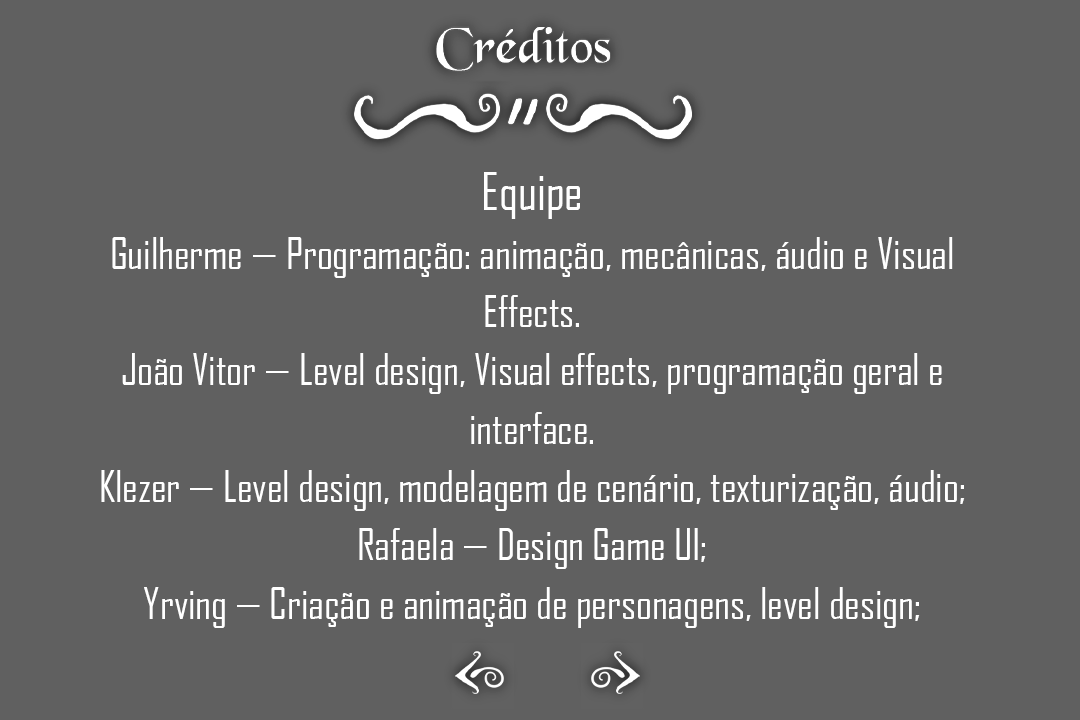 Créditos
Equipe
Guilherme — Programação: animação, mecânicas, áudio e Visual
Effects.
João Vitor — Level design, Visual effects, programação geral e
interface.
Klezer — Level design, modelagem de cenário, texturização, áudio;
Rafaela — Design Game UI;
Yrving — Criação e animação de personagens, level design;